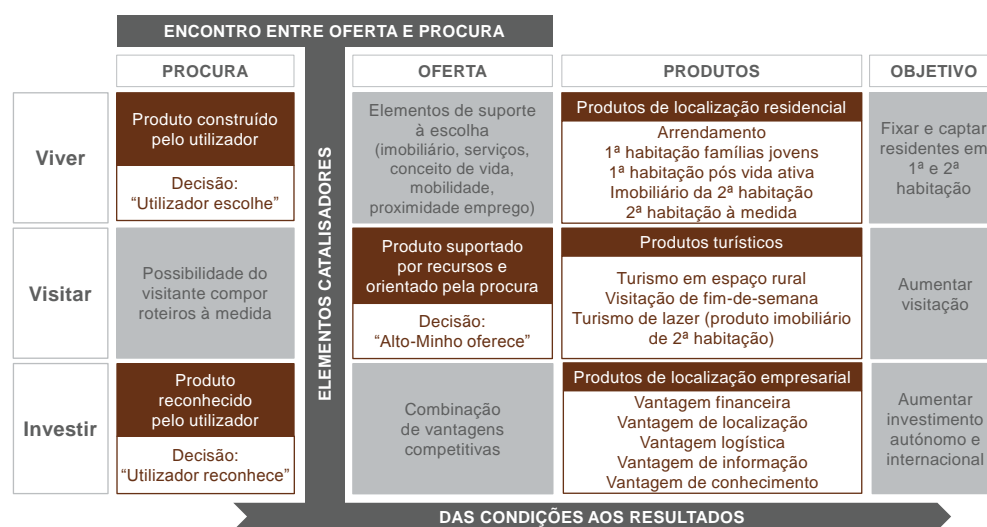 ENCONTRO ENTRE OFERTA E PROCURA
PROCURA
OFERTA
PRODUTOS
OBJETIVO
ELEMENTOS CATALISADORES
Viver
Produto construído
pelo utilizador
Decisão:
“Utilizador escolhe”
Elementos de suporte
à escolha
(imobiliário, serviços,
conceito de vida,
mobilidade,
proximidade emprego)
Produtos de localização residencial
Arrendamento
1ª habitação famílias jovens
1ª habitação pós vida ativa
Imobiliário da 2ª habitação
2ª habitação à medida
Fixar e captar
residentes em
1ª e 2ª
habitação
Visitar
Possibilidade do
visitante compor
roteiros à medida
Produto suportado
por recursos e
orientado pela procura
Decisão:
“Alto-Minho oferece”
Produtos turísticos
Turismo em espaço rural
Visitação de fim-de-semana
Turismo de lazer (produto imobiliário
de 2ª habitação)
Aumentar
visitação
Investir
Produto
reconhecido
pelo utilizador
Decisão:
“Utilizador reconhece”
Combinação
de vantagens
competitivas
Produtos de localização empresarial
Vantagem financeira
Vantagem de localização
Vantagem logística
Vantagem de informação
Vantagem de conhecimento
Aumentar
investimento
autónomo e
internacional
DAS CONDIÇÕES AOS RESULTADOS